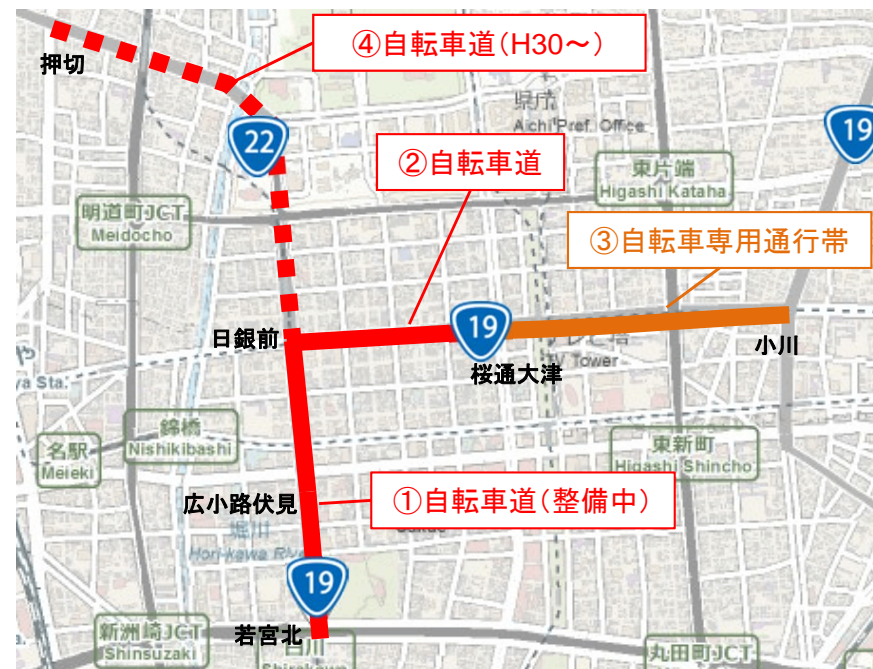 ④自転車道(H30～)
押切
22
県庁
Aichi Pref. Office
19
②自転車道
東片端
Higashi Kataha
明道町JCT
Meidocho
③自転車専用通行帯
日銀前
19
小川
TV Tower
桜通大津
ya Sta.
錦橋
Nishikibashi
名駅
Meieki
東新町
Higashi Shincho
①自転車道(整備中)
広小路伏見
堀川
Hori-kawa River
19
新洲崎JCT
Shinsuzaki
若宮北
白川
Shirakawa
丸田町JCT